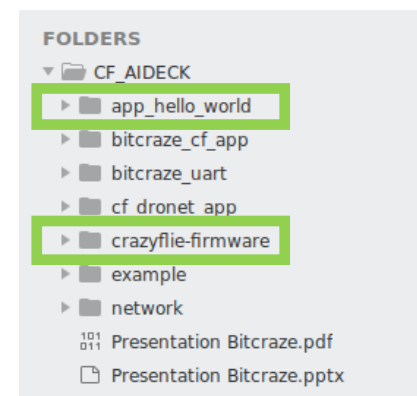 FOLDERS
CF_AIDECK
app_hello_world
bitcraze_cf_app
bitcraze_uart
cf_dronet_app
crazyflie-firmware
example
network
Presentation Bitcraze.pdf
Presentation Bitcraze.pptx